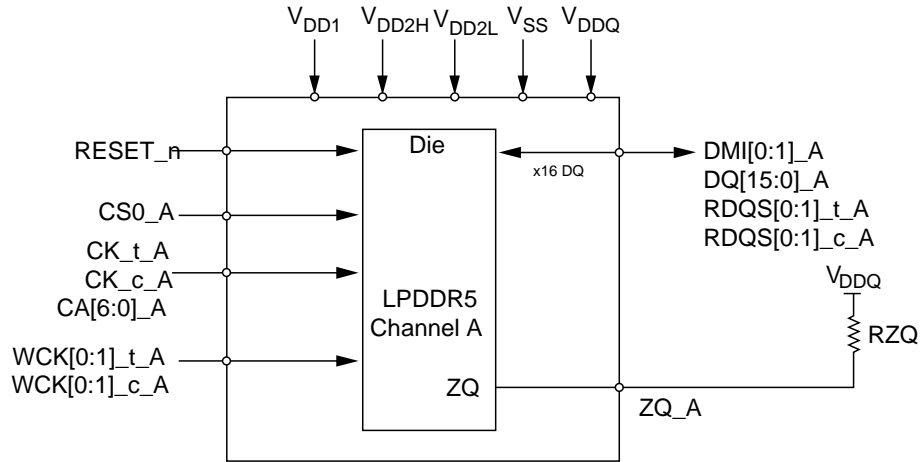 VDD1 VDD2H VDD2L VSS VDDQ
RESET_n
Die
x16 DQ
DMI[0:1]_A
DQ[15:0]_A
RDQS[0:1]_t_A
RDQS[0:1]_c_A
CS0_A
CK_t_A
CK_c_A
CA[6:0]_A
LPDDR5
Channel A
VDDQ
RZQ
WCK[0:1]_t_A
WCK[0:1]_c_A
ZQ
ZQ_A